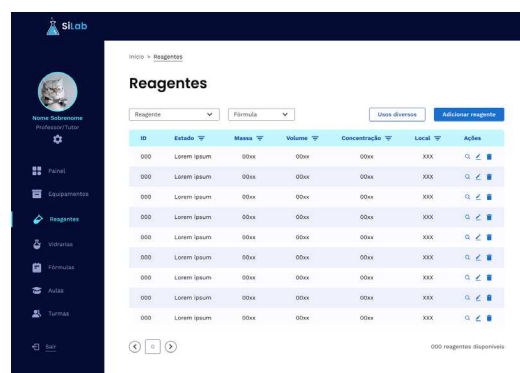 SiLab
Início > Reagentes
Reagentes
Nome Sobrenome
Professor/Tutor
Painel
Equipamentos
Reagentes
Vidrarias
Fórmulas
Aulas
Turmas
Sair
Reagente Fórmula Usos diversos Adicionar reagente
ID Estado Massa Volume Concentração Local Ações
000 Lorem ipsum 00xx 00xx 00xx XXX
000 Lorem ipsum 00xx 00xx 00xx XXX
000 Lorem ipsum 00xx 00xx 00xx XXX
000 Lorem ipsum 00xx 00xx 00xx XXX
000 Lorem ipsum 00xx 00xx 00xx XXX
000 Lorem ipsum 00xx 00xx 00xx XXX
000 Lorem ipsum 00xx 00xx 00xx XXX
000 Lorem ipsum 00xx 00xx 00xx XXX
000 Lorem ipsum 00xx 00xx 00xx XXX
0
000 reagentes disponíveis